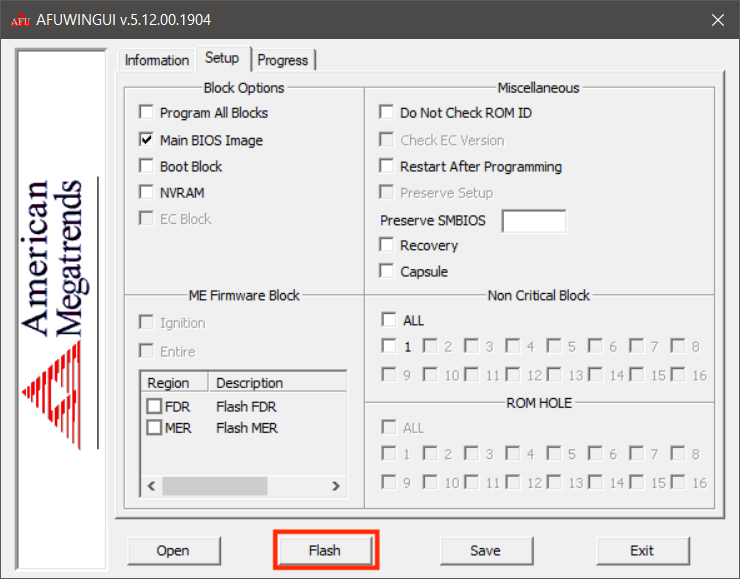 AFU AFUWINGUI v.5.12.00.1904
American
Megatrends
Information Setup Progress
Block Options
Program All Blocks
Main BIOS Image
Boot Block
NVRAM
EC Block
Miscellaneous
Do Not Check ROM ID
Check EC Version
Restart After Programming
Preserve Setup
Preserve SMBIOS
Recovery
Capsule
ME Firmware Block
Ignition
Entire
Region Description
FDR Flash FDR
MER Flash MER
Non Critical Block
ALL
1 2 3 4 5 6 7 8
9 10 11 12 13 14 15 16
ROM HOLE
ALL
1 2 3 4 5 6 7 8
9 10 11 12 13 14 15 16
Open Flash Save Exit